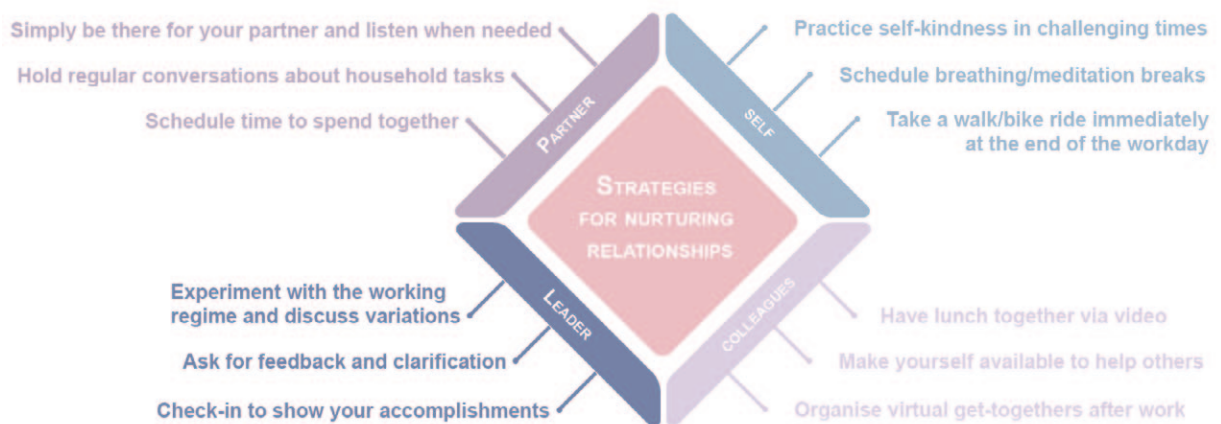 Simply be there for your partner and listen when needed
Hold regular conversations about household tasks
Schedule time to spend together
PARTNER
Practice self-kindness in challenging times
Schedule breathing/meditation breaks
Take a walk/bike ride immediately
at the end of the workday
SELF
STRATEGIES
FOR NURTURING
RELATIONSHIPS
Experiment with the working
regime and discuss variations
Ask for feedback and clarification
Check-in to show your accomplishments
LEADER
COLLEAGUES
Have lunch together via video
Make yourself available to help others
Organise virtual get-togethers after work